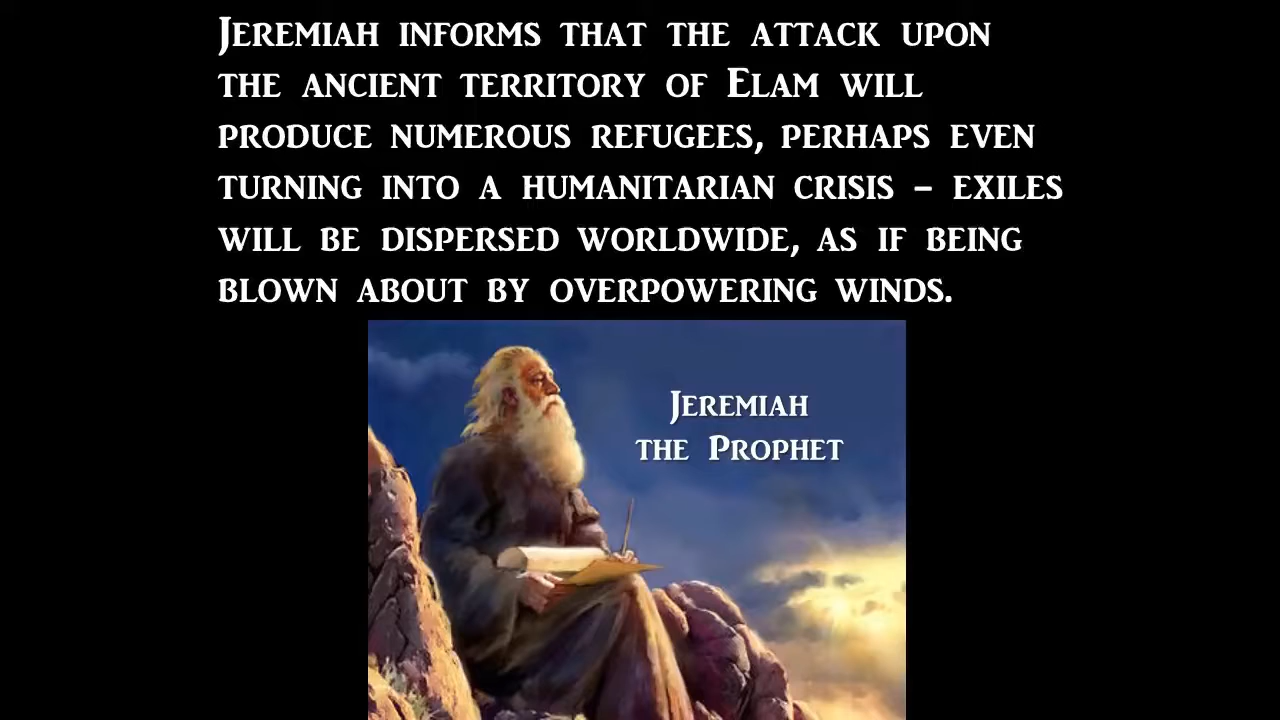 Jeremiah informs that the attack upon
the ancient territory of Elam will
produce numerous refugees, perhaps even
turning into a humanitarian crisis – exiles
will be dispersed worldwide, as if being
blown about by overpowering winds.
Jeremiah
the Prophet